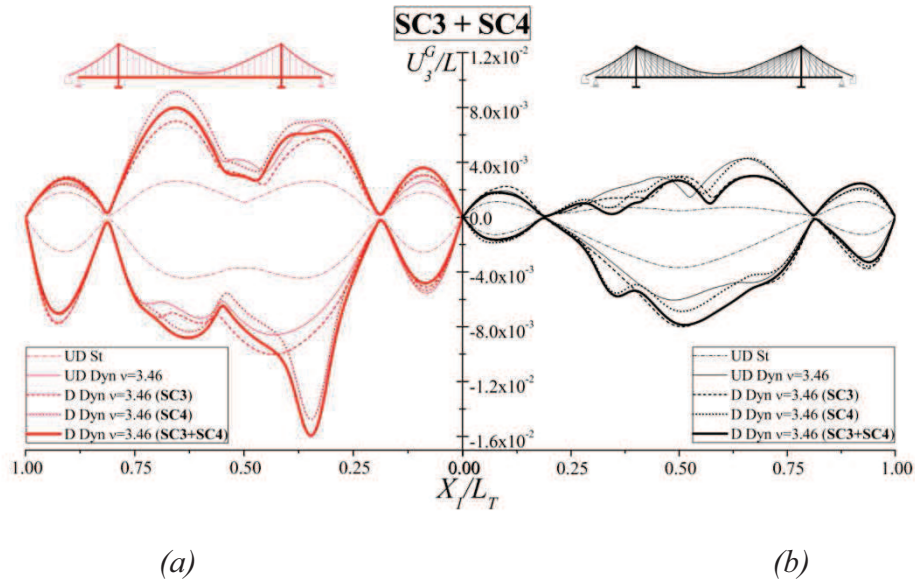 SC3 + SC4
U₃ᴳ/L
1.2x10⁻²
8.0x10⁻³
4.0x10⁻³
0.0
-4.0x10⁻³
-8.0x10⁻³
-1.2x10⁻²
-1.6x10⁻²
UD St
UD Dyn ν=3.46
D Dyn ν=3.46 (SC3)
D Dyn ν=3.46 (SC4)
D Dyn ν=3.46 (SC3+SC4)
UD St
UD Dyn ν=3.46
D Dyn ν=3.46 (SC3)
D Dyn ν=3.46 (SC4)
D Dyn ν=3.46 (SC3+SC4)
1.00 0.75 0.50 0.25 0.00 0.25 0.50 0.75 1.00
X₁/L_T
(a) (b)